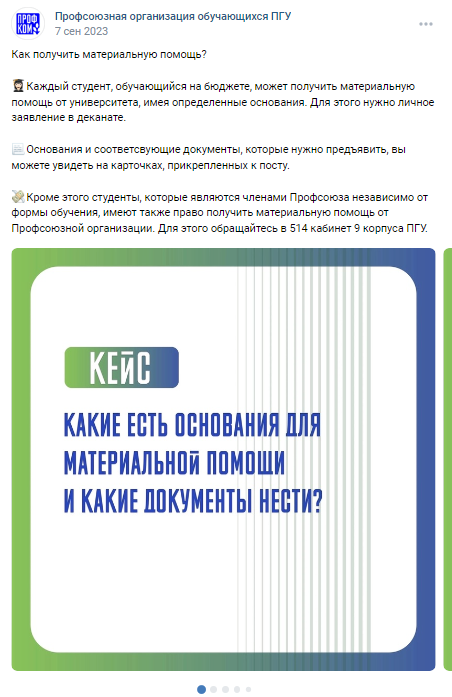 ПРОФ
КОМ
Профсоюзная организация обучающихся ПГУ
7 сен 2023
Как получить материальную помощь?
Каждый студент, обучающийся на бюджете, может получить материальную
помощь от университета, имея определенные основания. Для этого нужно личное
заявление в деканате.
Основания и соответсвующие документы, которые нужно предъявить, вы
можете увидеть на карточках, прикрепленных к посту.
Кроме этого студенты, которые являются членами Профсоюза независимо от
формы обучения, имеют также право получить материальную помощь от
Профсоюзной организации. Для этого обращайтесь в 514 кабинет 9 корпуса ПГУ.
КЕЙС
КАКИЕ ЕСТЬ ОСНОВАНИЯ ДЛЯ
МАТЕРИАЛЬНОЙ ПОМОЩИ
И КАКИЕ ДОКУМЕНТЫ НЕСТИ?